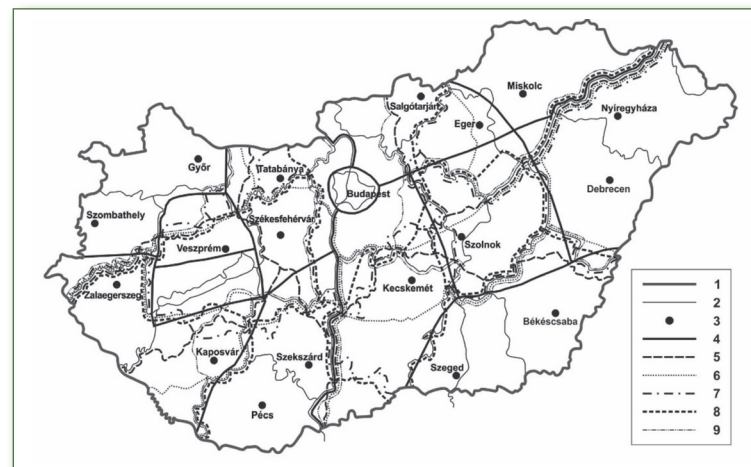 Miskolc
Salgótarján
Nyíregyháza
Eger
Győr
Tatabánya
Debrecen
Budapest
Szombathely
Székesfehérvár
Szolnok
Veszprém
Zalaegerszeg
Kecskemét
Békéscsaba
Kaposvár
Szekszárd
Szeged
Pécs
1
2
3
4
5
6
7
8
9